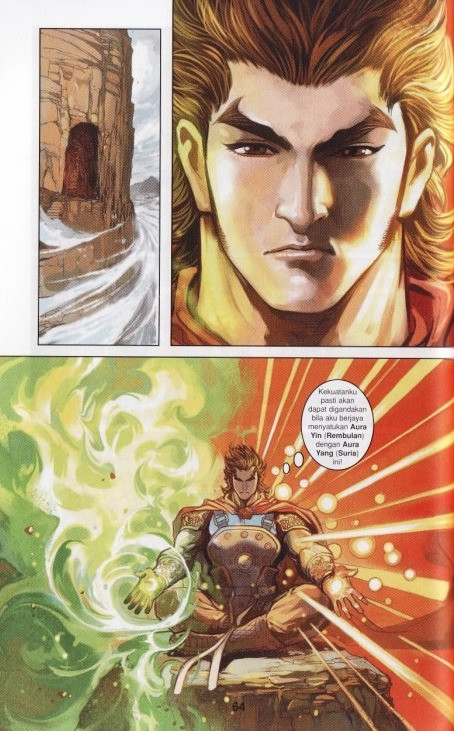 Kekuatanku
pasti akan
dapat digandakan
bila aku berjaya
menyatukan Aura
Yin (Rembulan)
dengan Aura
Yang (Suria)
ini!
64